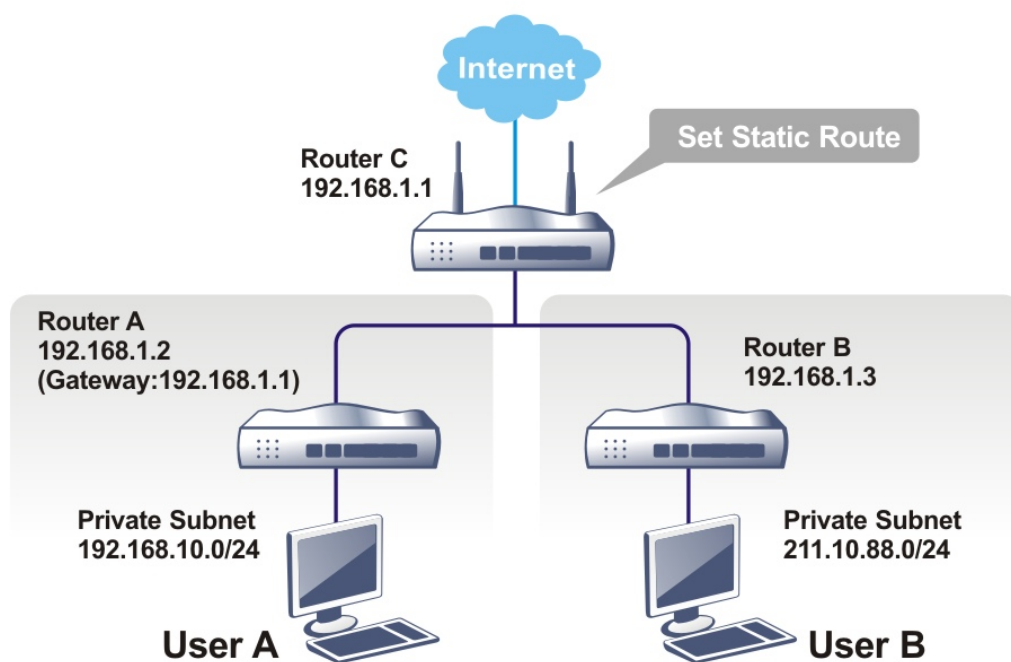 Internet
Set Static Route
Router C
192.168.1.1
Router A
192.168.1.2
(Gateway:192.168.1.1)
Router B
192.168.1.3
Private Subnet
192.168.10.0/24
Private Subnet
211.10.88.0/24
User A
User B